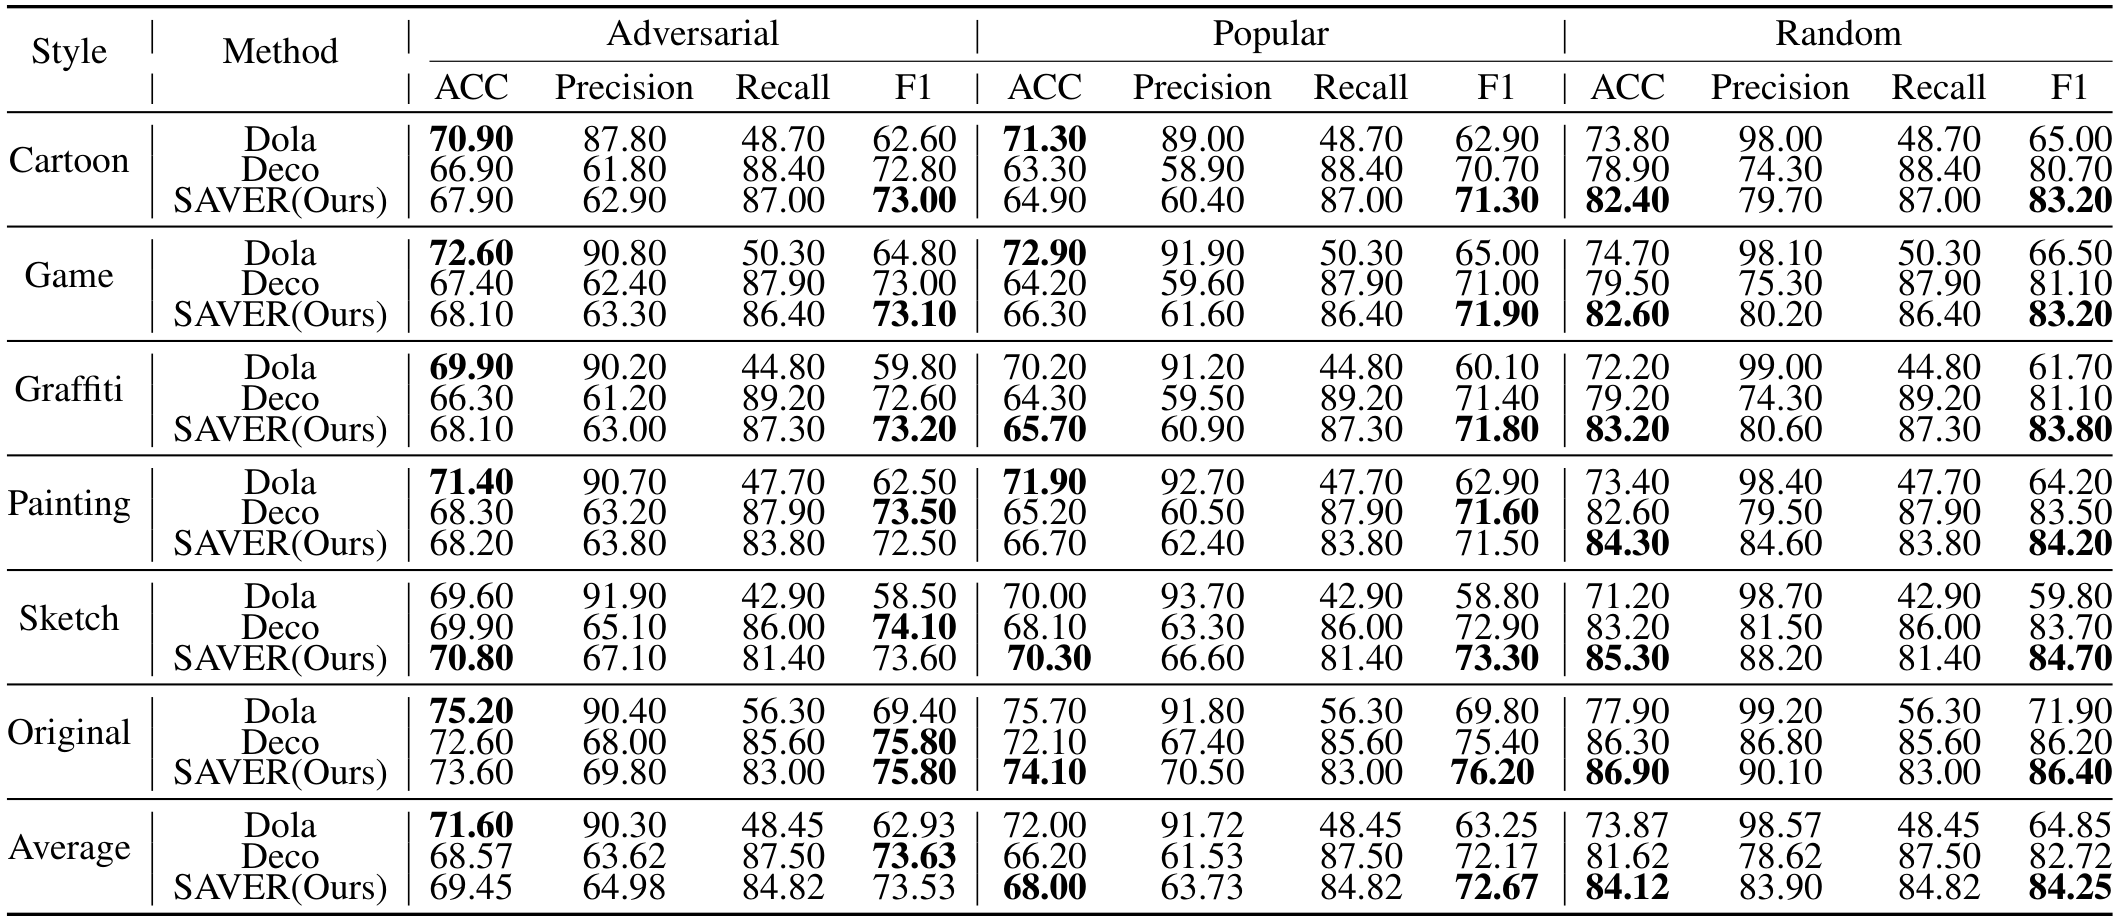 Style Method Adversarial Popular Random
ACC Precision Recall F1 ACC Precision Recall F1 ACC Precision Recall F1
Cartoon
Dola 70.90 87.80 48.70 62.60 71.30 89.00 48.70 62.90 73.80 98.00 48.70 65.00
Deco 66.90 61.80 88.40 72.80 63.30 58.90 88.40 70.70 78.90 74.30 88.40 80.70
SAVER(Ours) 67.90 62.90 87.00 73.00 64.90 60.40 87.00 71.30 82.40 79.70 87.00 83.20
Game
Dola 72.60 90.80 50.30 64.80 72.90 91.90 50.30 65.00 74.70 98.10 50.30 66.50
Deco 67.40 62.40 87.90 73.00 64.20 59.60 87.90 71.00 79.50 75.30 87.90 81.10
SAVER(Ours) 68.10 63.30 86.40 73.10 66.30 61.60 86.40 71.90 82.60 80.20 86.40 83.20
Graffiti
Dola 69.90 90.20 44.80 59.80 70.20 91.20 44.80 60.10 72.20 99.00 44.80 61.70
Deco 66.30 61.20 89.20 72.60 64.30 59.50 89.20 71.40 79.20 74.30 89.20 81.10
SAVER(Ours) 68.10 63.00 87.30 73.20 65.70 60.90 87.30 71.80 83.20 80.60 87.30 83.80
Painting
Dola 71.40 90.70 47.70 62.50 71.90 92.70 47.70 62.90 73.40 98.40 47.70 64.20
Deco 68.30 63.20 87.90 73.50 65.20 60.50 87.90 71.60 82.60 79.50 87.90 83.50
SAVER(Ours) 68.20 63.80 83.80 72.50 66.70 62.40 83.80 71.50 84.30 84.60 83.80 84.20
Sketch
Dola 69.60 91.90 42.90 58.50 70.00 93.70 42.90 58.80 71.20 98.70 42.90 59.80
Deco 69.90 65.10 86.00 74.10 68.10 63.30 86.00 72.90 83.20 81.50 86.00 83.70
SAVER(Ours) 70.80 67.10 81.40 73.60 70.30 66.60 81.40 73.30 85.30 88.20 81.40 84.70
Original
Dola 75.20 90.40 56.30 69.40 75.70 91.80 56.30 69.80 77.90 99.20 56.30 71.90
Deco 72.60 68.00 85.60 75.80 72.10 67.40 85.60 75.40 86.30 86.80 85.60 86.20
SAVER(Ours) 73.60 69.80 83.00 75.80 74.10 70.50 83.00 76.20 86.90 90.10 83.00 86.40
Average
Dola 71.60 90.30 48.45 62.93 72.00 91.72 48.45 63.25 73.87 98.57 48.45 64.85
Deco 68.57 63.62 87.50 73.63 66.20 61.53 87.50 72.17 81.62 78.62 87.50 82.72
SAVER(Ours) 69.45 64.98 84.82 73.53 68.00 63.73 84.82 72.67 84.12 83.90 84.82 84.25